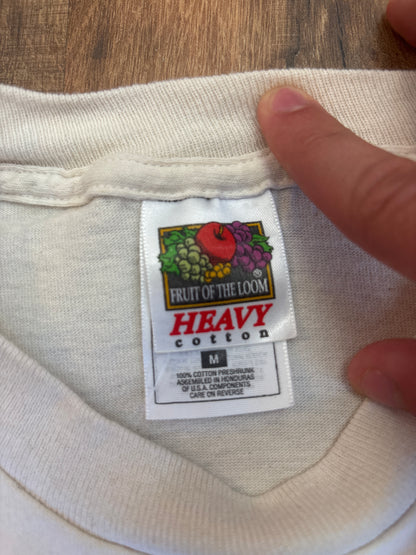 FRUIT OF THE LOOM
®
HEAVY
cotton
M
100% COTTON PRESHRUNK
ASSEMBLED IN HONDURAS
OF U.S.A. COMPONENTS
CARE ON REVERSE